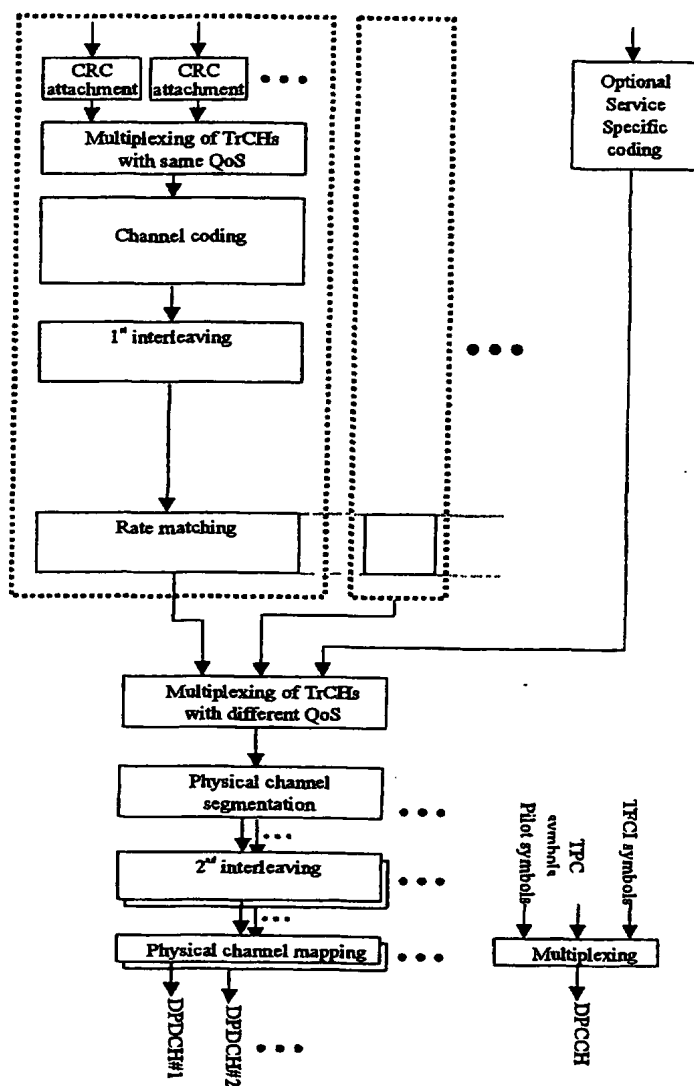 CRC
attachment
CRC
attachment
Optional
Service
Specific
coding
Multiplexing of TrCHs
with same QoS
Channel coding
1st interleaving
Rate matching
Multiplexing of TrCHs
with different QoS
Physical channel
segmentation
2nd interleaving
Physical channel mapping
Pilot symbols
TPC
symbols
TFCI symbols
Multiplexing
DPDCH#1
DPDCH#2
DPCCH